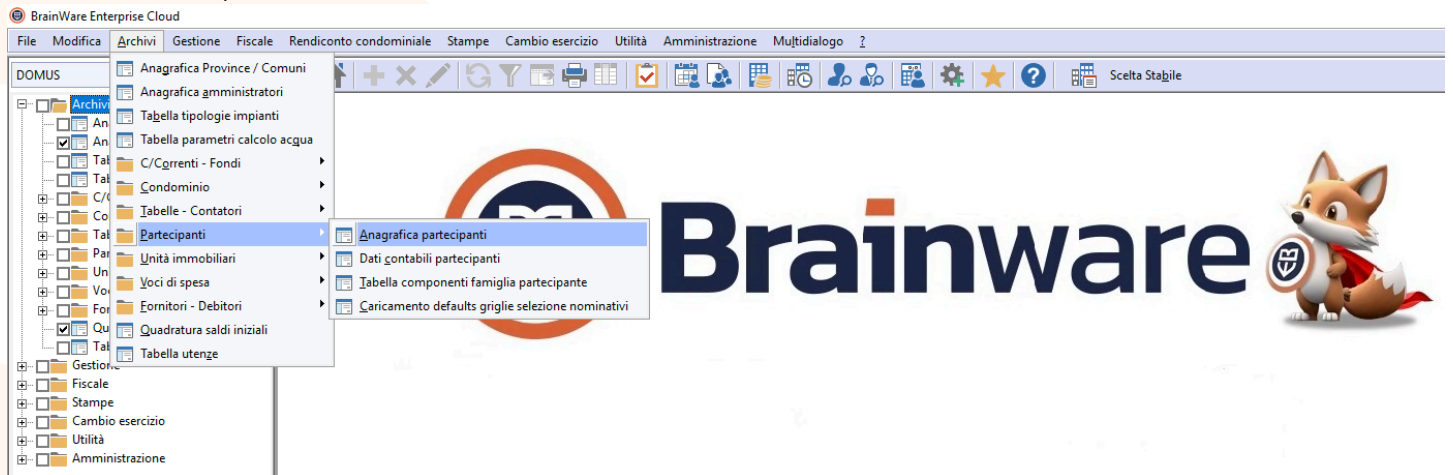 BrainWare Enterprise Cloud
File Modifica Archivi Gestione Fiscale Rendiconto condominiale Stampe Cambio esercizio Utilità Amministrazione Multidialogo ?
DOMUS
Scelta Stabile
Archivi
Anagrafica Province / Comuni
Anagrafica amministratori
Tabella tipologie impianti
Tabella parametri calcolo acqua
C/Correnti - Fondi
Condominio
Tabelle - Contatori
Partecipanti
Unità immobiliari
Voci di spesa
Fornitori - Debitori
Quadratura saldi iniziali
Tabella utenze
Anagrafica partecipanti
Dati contabili partecipanti
Tabella componenti famiglia partecipante
Caricamento defaults griglie selezione nominativi
Gestione
Fiscale
Stampe
Cambio esercizio
Utilità
Amministrazione
Brainware